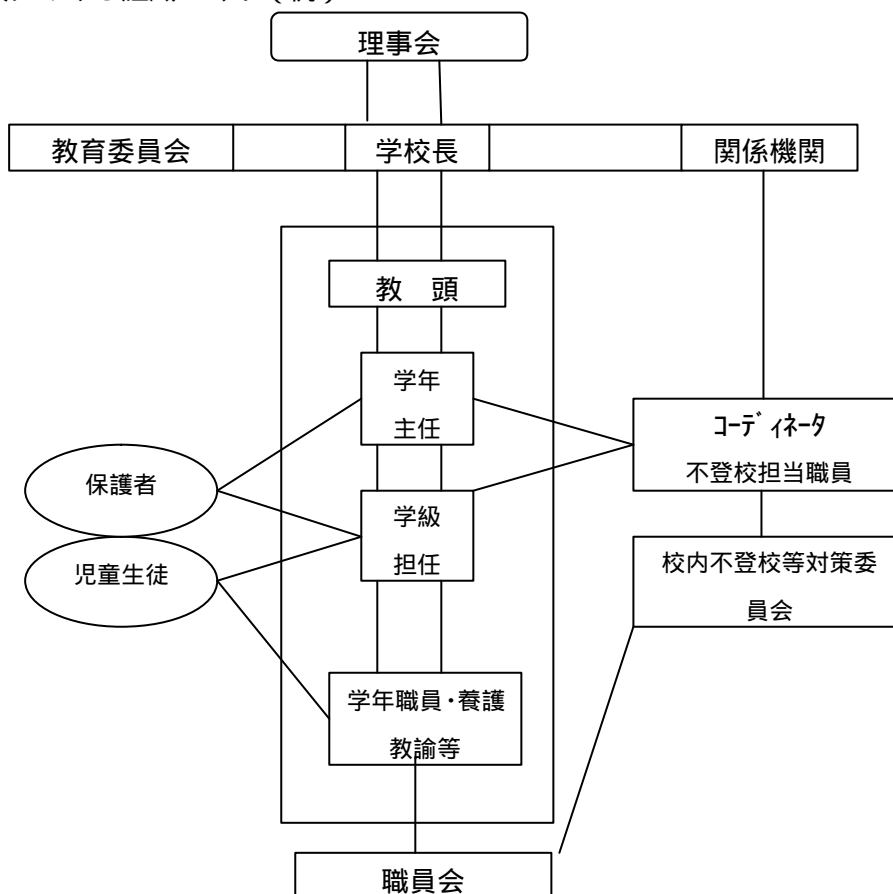 理事会
教育委員会 学校長 関係機関
教 頭
学年
主任
コーディネータ
不登校担当職員
保護者
学級
担任
児童生徒
校内不登校等対策委
員会
学年職員・養護
教諭等
職員会